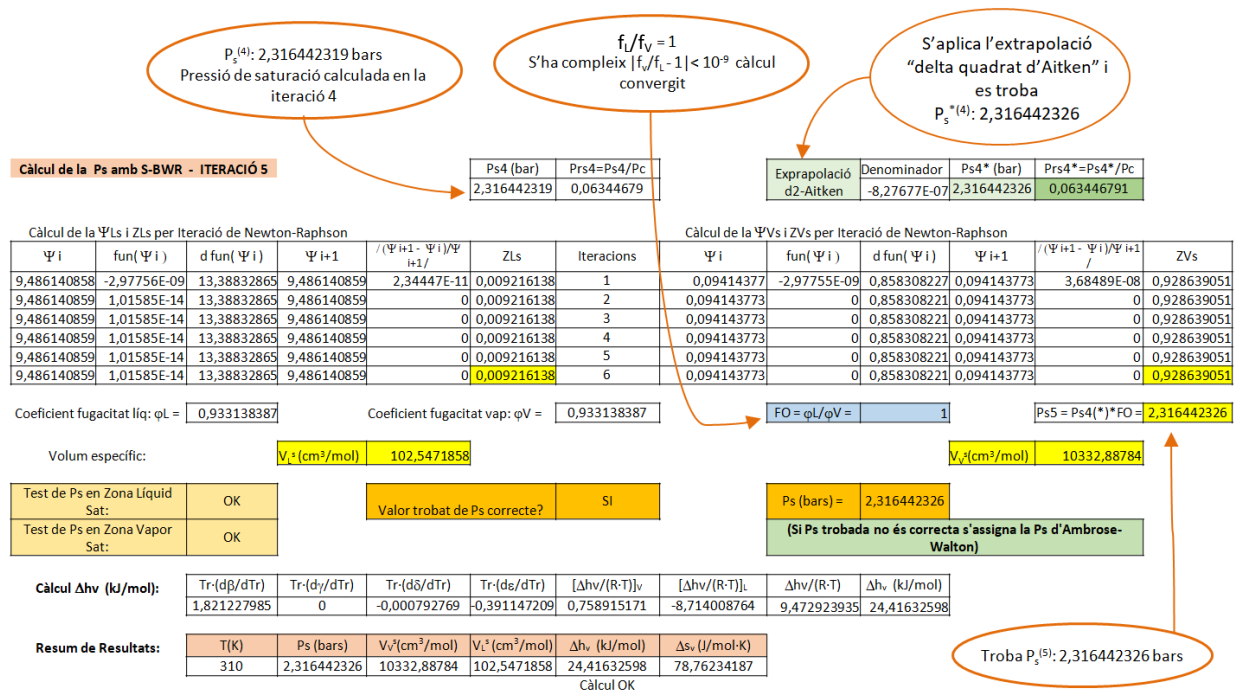 Ps(4): 2,316442319 bars
Pressió de saturació calculada en la
iteració 4
fL/fV = 1
S’ha compleix |fv/fL - 1| < 10-9 càlcul
convergit
S’aplica l’extrapolació
“delta quadrat d’Aitken” i
es troba
Ps*(4): 2,316442326
Càlcul de la Ps amb S-BWR - ITERACIÓ 5
Ps4 (bar) Prs4=Ps4/Pc
2,316442319 0,06344679
Exprapolació
d2-Aitken
Denominador Ps4* (bar) Prs4*=Ps4*/Pc
-8,27677E-07 2,316442326 0,063446791
Càlcul de la ΨLs i ZLs per Iteració de Newton-Raphson
Càlcul de la ΨVs i ZVs per Iteració de Newton-Raphson
Ψ i fun(Ψ i ) d fun(Ψ i ) Ψ i+1 /(Ψ i+1 - Ψ i)/Ψ i+1/ ZLs Iteracions Ψ i fun(Ψ i ) d fun(Ψ i ) Ψ i+1 /(Ψ i+1 - Ψ i)/Ψ i+1 / ZVs
9,486140858 -2,97756E-09 13,38832865 9,486140859 2,34447E-11 0,009216138 1 0,09414377 -2,97755E-09 0,858308227 0,094143773 3,68489E-08 0,928639051
9,486140859 1,01585E-14 13,38832865 9,486140859 0 0,009216138 2 0,094143773 0 0,858308221 0,094143773 0 0,928639051
9,486140859 1,01585E-14 13,38832865 9,486140859 0 0,009216138 3 0,094143773 0 0,858308221 0,094143773 0 0,928639051
9,486140859 1,01585E-14 13,38832865 9,486140859 0 0,009216138 4 0,094143773 0 0,858308221 0,094143773 0 0,928639051
9,486140859 1,01585E-14 13,38832865 9,486140859 0 0,009216138 5 0,094143773 0 0,858308221 0,094143773 0 0,928639051
9,486140859 1,01585E-14 13,38832865 9,486140859 0 0,009216138 6 0,094143773 0 0,858308221 0,094143773 0 0,928639051
Coeficient fugacitat líq: φL = 0,933138387 Coeficient fugacitat vap: φV = 0,933138387 FO = φL/φV = 1 Ps5 = Ps4(*)*FO = 2,316442326
Volum específic: VLs (cm³/mol) 102,5471858 Vvs(cm³/mol) 10332,88784
Test de Ps en Zona Líquid
Sat:
OK
Valor trobat de Ps correcte? SI
Ps (bars) = 2,316442326
Test de Ps en Zona Vapor
Sat:
OK
(Si Ps trobada no és correcta s'assigna la Ps d'Ambrose-
Walton)
Càlcul Δhv (kJ/mol):
Tr·(dβ/dTr) Tr·(dγ/dTr) Tr·(dδ/dTr) Tr·(dε/dTr) [Δhv/(R·T)]V [Δhv/(R·T)]L Δhv/(R·T) Δhv (kJ/mol)
1,821227985 0 -0,000792769 -0,391147209 0,758915171 -8,714008764 9,472923935 24,41632598
Resum de Resultats:
T(K) Ps (bars) Vvs(cm3/mol) VLs(cm3/mol) Δhv (kJ/mol) Δsv (J/mol·K)
310 2,316442326 10332,88784 102,5471858 24,41632598 78,76234187
Càlcul OK
Troba Ps(5): 2,316442326 bars